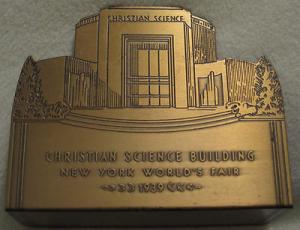 CHRISTIAN SCIENCE
CHRISTIAN SCIENCE BUILDING
NEW YORK WORLD'S FAIR
1939